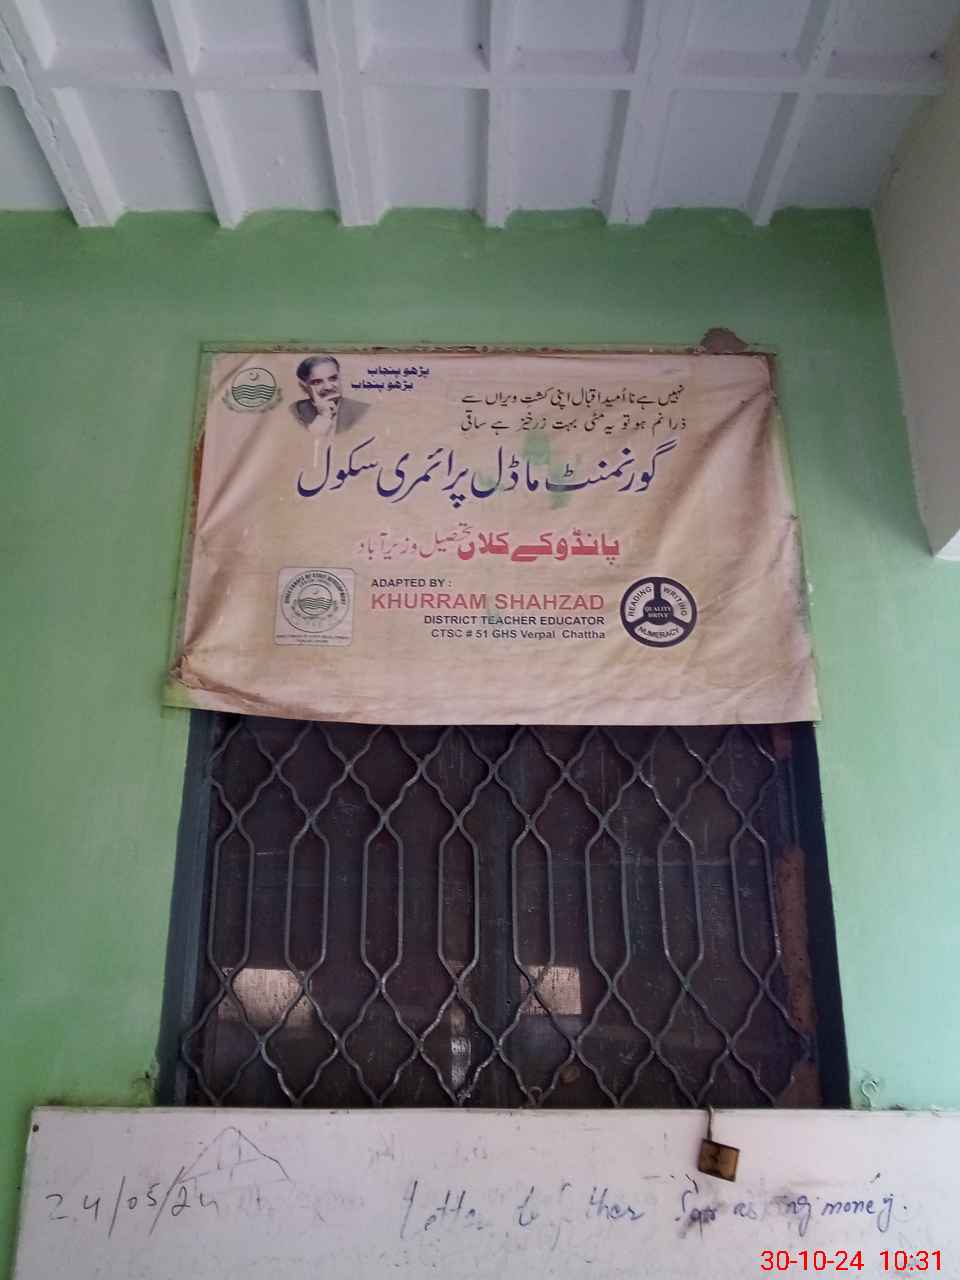 پڑھو پنجاب
بڑھو پنجاب
نہیں ہے نا اُمید اقبال اپنی کشت ویراں سے
ذرا نم ہو تو یہ مٹی بہت زرخیز ہے ساقی
گورنمنٹ ماڈل پرائمری سکول
پانڈوکے کلاں تحصیل وزیرآباد
ADAPTED BY :
KHURRAM SHAHZAD
DISTRICT TEACHER EDUCATOR
CTSC # 51 GHS Verpal Chattha
READING WRITING
QUALITY
DRIVE
NUMERACY
24/05/24
letter to for asking money.
30-10-24 10:31